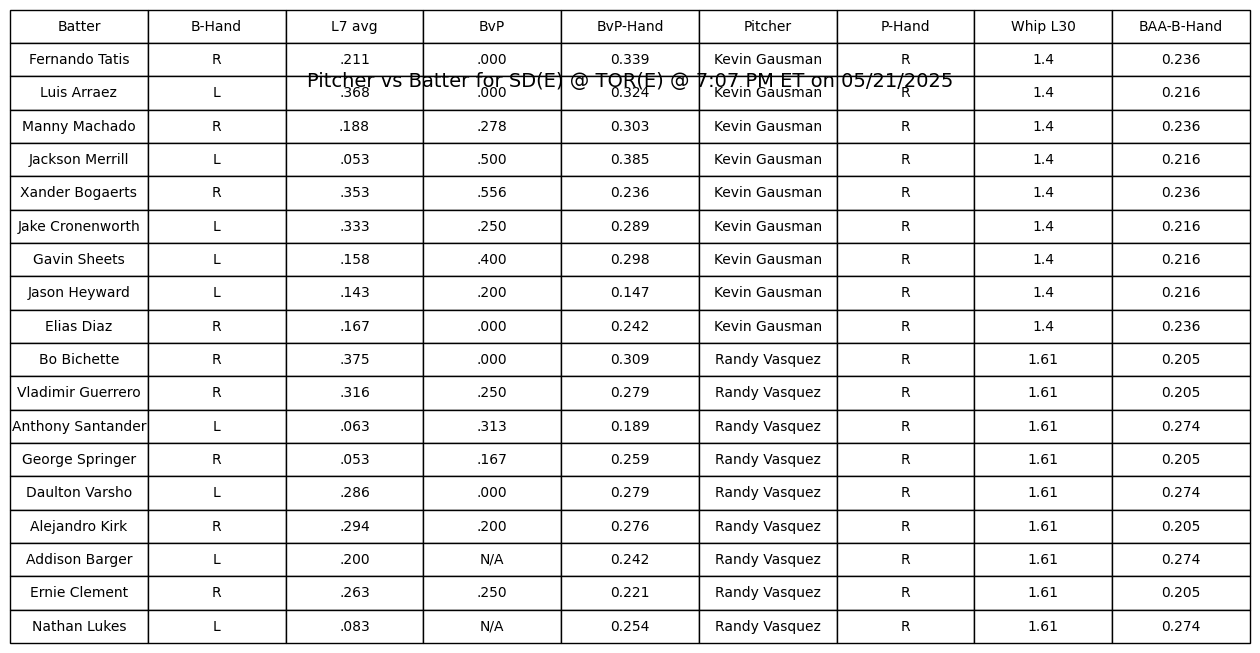 Batter B-Hand L7 avg BvP BvP-Hand Pitcher P-Hand Whip L30 BAA-B-Hand
Fernando Tatis R .211 .000 0.339 Kevin Gausman R 1.4 0.236
Pitcher vs Batter for SD(E) @ TOR(E) @ 7:07 PM ET on 05/21/2025
Luis Arraez L .368 .000 0.324 Kevin Gausman R 1.4 0.216
Manny Machado R .188 .278 0.303 Kevin Gausman R 1.4 0.236
Jackson Merrill L .053 .500 0.385 Kevin Gausman R 1.4 0.216
Xander Bogaerts R .353 .556 0.236 Kevin Gausman R 1.4 0.236
Jake Cronenworth L .333 .250 0.289 Kevin Gausman R 1.4 0.216
Gavin Sheets L .158 .400 0.298 Kevin Gausman R 1.4 0.216
Jason Heyward L .143 .200 0.147 Kevin Gausman R 1.4 0.216
Elias Diaz R .167 .000 0.242 Kevin Gausman R 1.4 0.236
Bo Bichette R .375 .000 0.309 Randy Vasquez R 1.61 0.205
Vladimir Guerrero R .316 .250 0.279 Randy Vasquez R 1.61 0.205
Anthony Santander L .063 .313 0.189 Randy Vasquez R 1.61 0.274
George Springer R .053 .167 0.259 Randy Vasquez R 1.61 0.205
Daulton Varsho L .286 .000 0.279 Randy Vasquez R 1.61 0.274
Alejandro Kirk R .294 .200 0.276 Randy Vasquez R 1.61 0.205
Addison Barger L .200 N/A 0.242 Randy Vasquez R 1.61 0.274
Ernie Clement R .263 .250 0.221 Randy Vasquez R 1.61 0.205
Nathan Lukes L .083 N/A 0.254 Randy Vasquez R 1.61 0.274